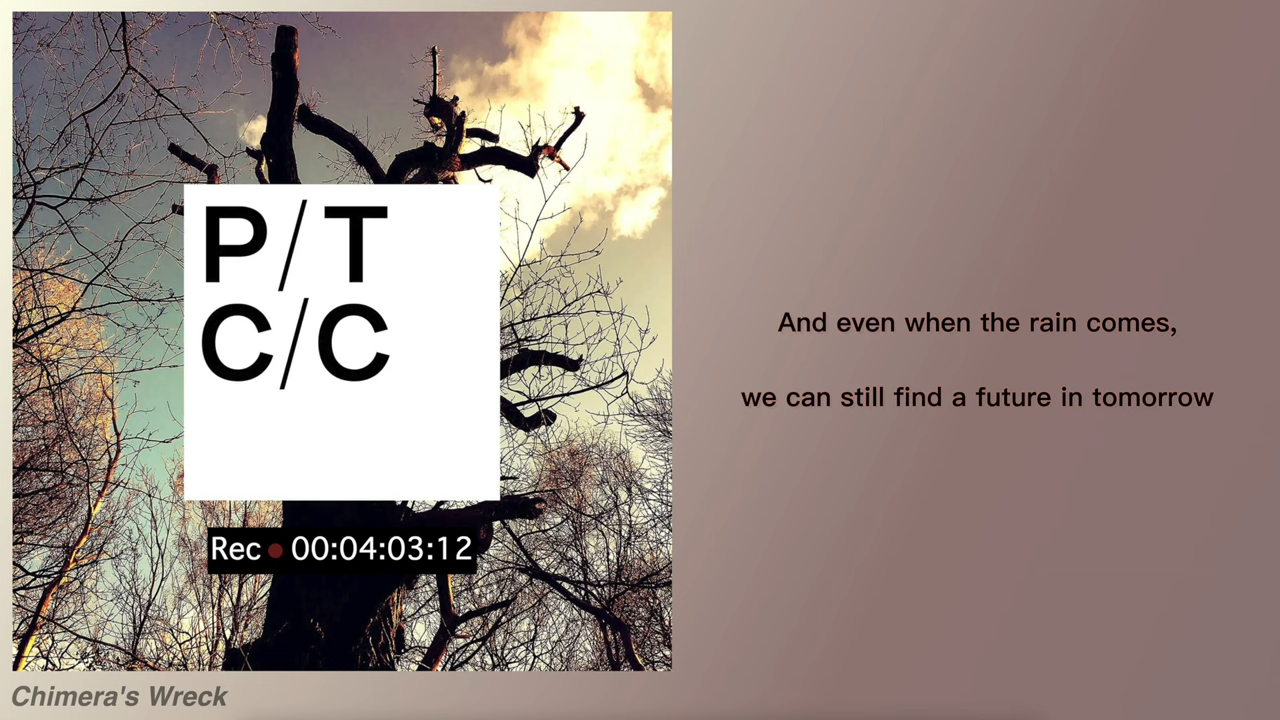 P/T
C/C
Rec 00:04:03:12
And even when the rain comes,
we can still find a future in tomorrow
Chimera's Wreck